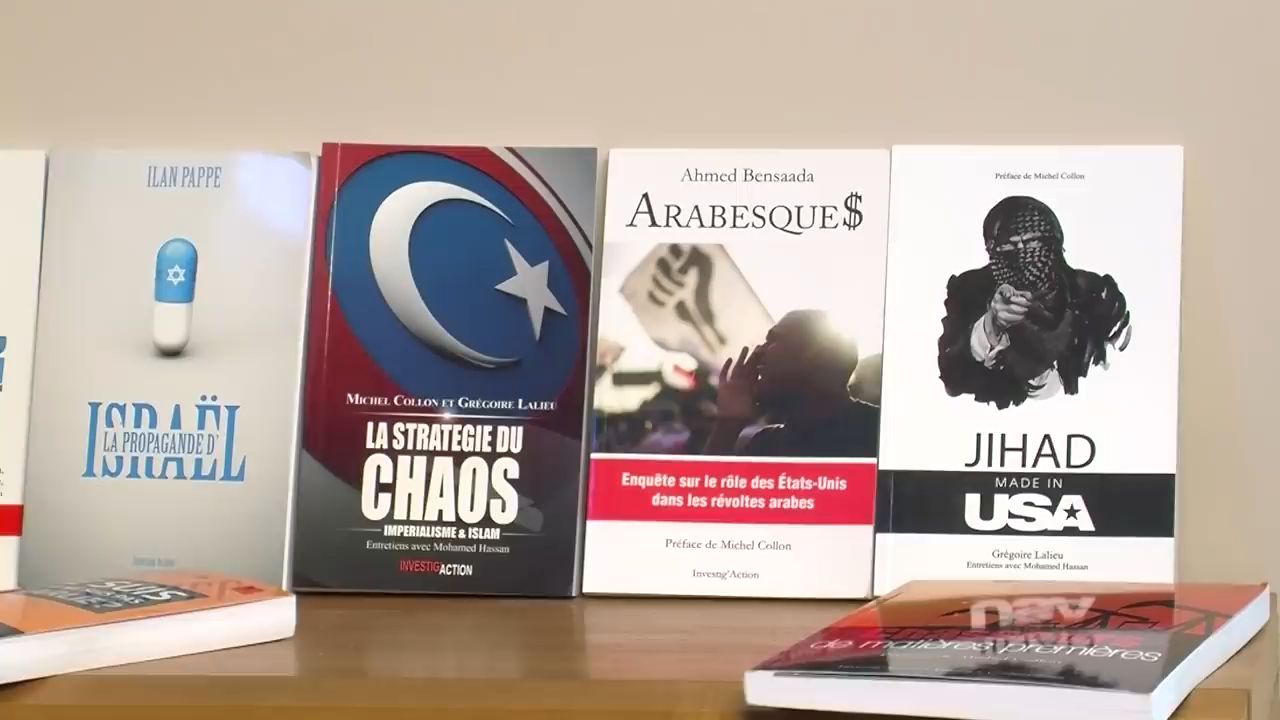 ILAN PAPPE
ISRAËL
LA PROPAGANDE D'
MICHEL COLLON ET GRÉGOIRE LALIEU
LA STRATEGIE DU
CHAOS
IMPERIALISME & ISLAM
Entretiens avec Mohamed Hassan
INVESTIG'ACTION
Ahmed Bensaada
ARABESQUE$
Enquête sur le rôle des États-Unis
dans les révoltes arabes
Préface de Michel Collon
Investig'Action
Préface de Michel Collon
JIHAD
MADE IN
USA
Grégoire Lalieu
Entretiens avec Mohamed Hassan
de matières premières